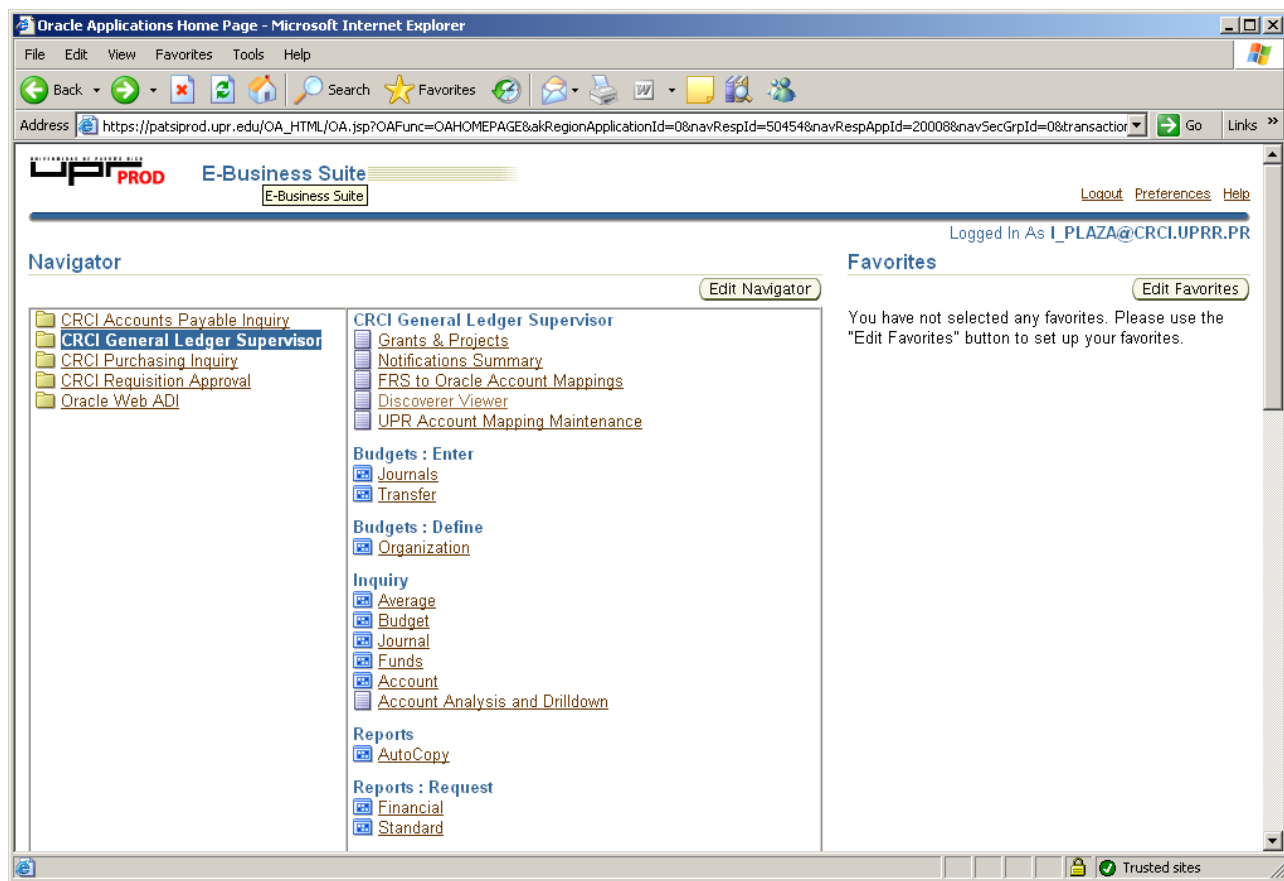 Oracle Applications Home Page - Microsoft Internet Explorer
File Edit View Favorites Tools Help
Back Search Favorites
Address https://patsiprod.upr.edu/OA_HTML/OA.jsp?OAFunc=OAHOMEPAGE&akRegionApplicationId=0&navRespId=50454&navRespAppId=20008&navSecGrpId=0&transaction Go Links »
UNIVERSIDAD DE PUERTO RICO
upr PROD E-Business Suite
E-Business Suite
Logout Preferences Help
Logged In As I_PLAZA@CRCI.UPRR.PR
Navigator
Edit Navigator
CRCI Accounts Payable Inquiry
CRCI General Ledger Supervisor
CRCI Purchasing Inquiry
CRCI Requisition Approval
Oracle Web ADI
CRCI General Ledger Supervisor
Grants & Projects
Notifications Summary
FRS to Oracle Account Mappings
Discoverer Viewer
UPR Account Mapping Maintenance
Budgets : Enter
Journals
Transfer
Budgets : Define
Organization
Inquiry
Average
Budget
Journal
Funds
Account
Account Analysis and Drilldown
Reports
AutoCopy
Reports : Request
Financial
Standard
Favorites
Edit Favorites
You have not selected any favorites. Please use the
"Edit Favorites" button to set up your favorites.
Trusted sites